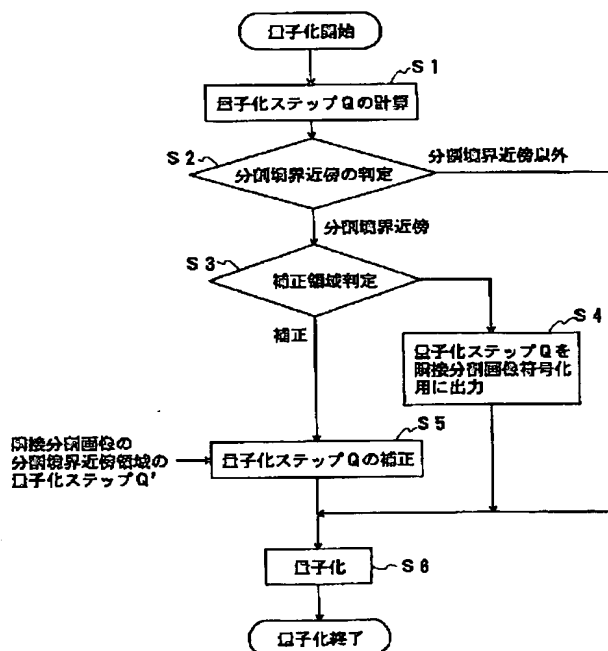 量子化開始
S1
量子化ステップQの計算
S2
分割境界近傍の判定
分割境界近傍以外
分割境界近傍
S3
補正領域判定
補正
S4
量子化ステップQを
隣接分割画像符号化
用に出力
S5
隣接分割画像の
分割境界近傍領域の
量子化ステップQ'
量子化ステップQの補正
量子化
S6
量子化終了